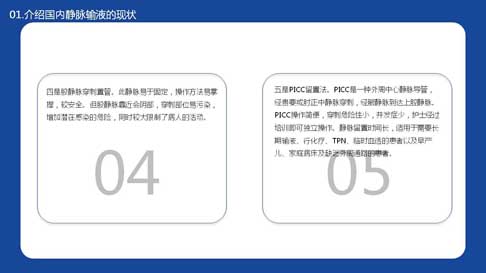 01.介绍国内静脉输液的现状
四是股静脉穿刺置管。此静脉易于固定，操作方法易掌
握，较安全。但股静脉靠近会阴部，穿刺部位易污染，
增加潜在感染的危险，同时较大限制了病人的活动。
04
五是PICC留置法。PICC是一种外周中心静脉导管，
经贵要或肘正中静脉穿刺，经腋静脉到达上腔静脉。
PICC操作简便，穿刺危险性小，并发症少，护士经过
培训即可独立操作。静脉留置时间长，适用于需要长
期输液、行化疗、TPN、临时血透的患者以及早产
儿、家庭病床及缺乏外周通路的患者。
05